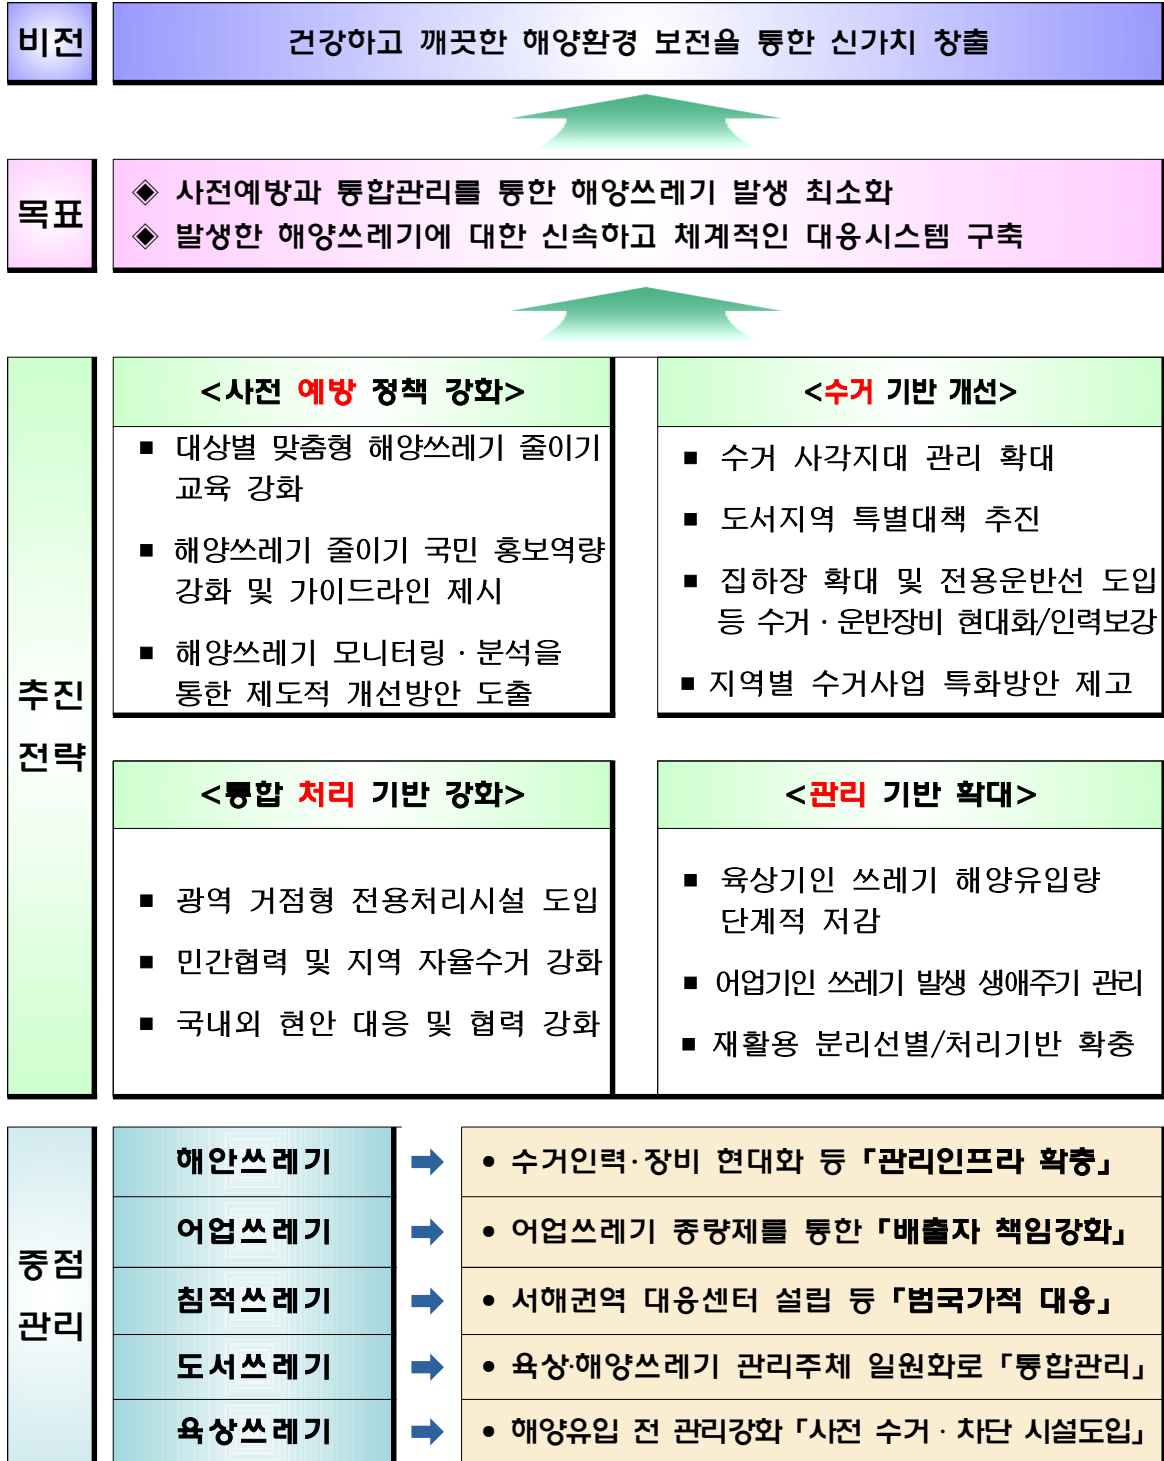 비전
건강하고 깨끗한 해양환경 보전을 통한 신가치 창출
목표
◈ 사전예방과 통합관리를 통한 해양쓰레기 발생 최소화
◈ 발생한 해양쓰레기에 대한 신속하고 체계적인 대응시스템 구축
추진
전략
<사전 예방 정책 강화>
■ 대상별 맞춤형 해양쓰레기 줄이기
교육 강화
■ 해양쓰레기 줄이기 국민 홍보역량
강화 및 가이드라인 제시
■ 해양쓰레기 모니터링 · 분석을
통한 제도적 개선방안 도출
<수거 기반 개선>
■ 수거 사각지대 관리 확대
■ 도서지역 특별대책 추진
■ 집하장 확대 및 전용운반선 도입
등 수거 · 운반장비 현대화/인력보강
■ 지역별 수거사업 특화방안 제고
<통합 처리 기반 강화>
■ 광역 거점형 전용처리시설 도입
■ 민간협력 및 지역 자율수거 강화
■ 국내외 현안 대응 및 협력 강화
<관리 기반 확대>
■ 육상기인 쓰레기 해양유입량
단계적 저감
■ 어업기인 쓰레기 발생 생애주기 관리
■ 재활용 분리선별/처리기반 확충
중점
관리
해안쓰레기 ➡ • 수거인력·장비 현대화 등 「관리인프라 확충」
어업쓰레기 ➡ • 어업쓰레기 종량제를 통한 「배출자 책임강화」
침적쓰레기 ➡ • 서해권역 대응센터 설립 등 「범국가적 대응」
도서쓰레기 ➡ • 육상·해양쓰레기 관리주체 일원화로 「통합관리」
육상쓰레기 ➡ • 해양유입 전 관리강화 「사전 수거 · 차단 시설도입」